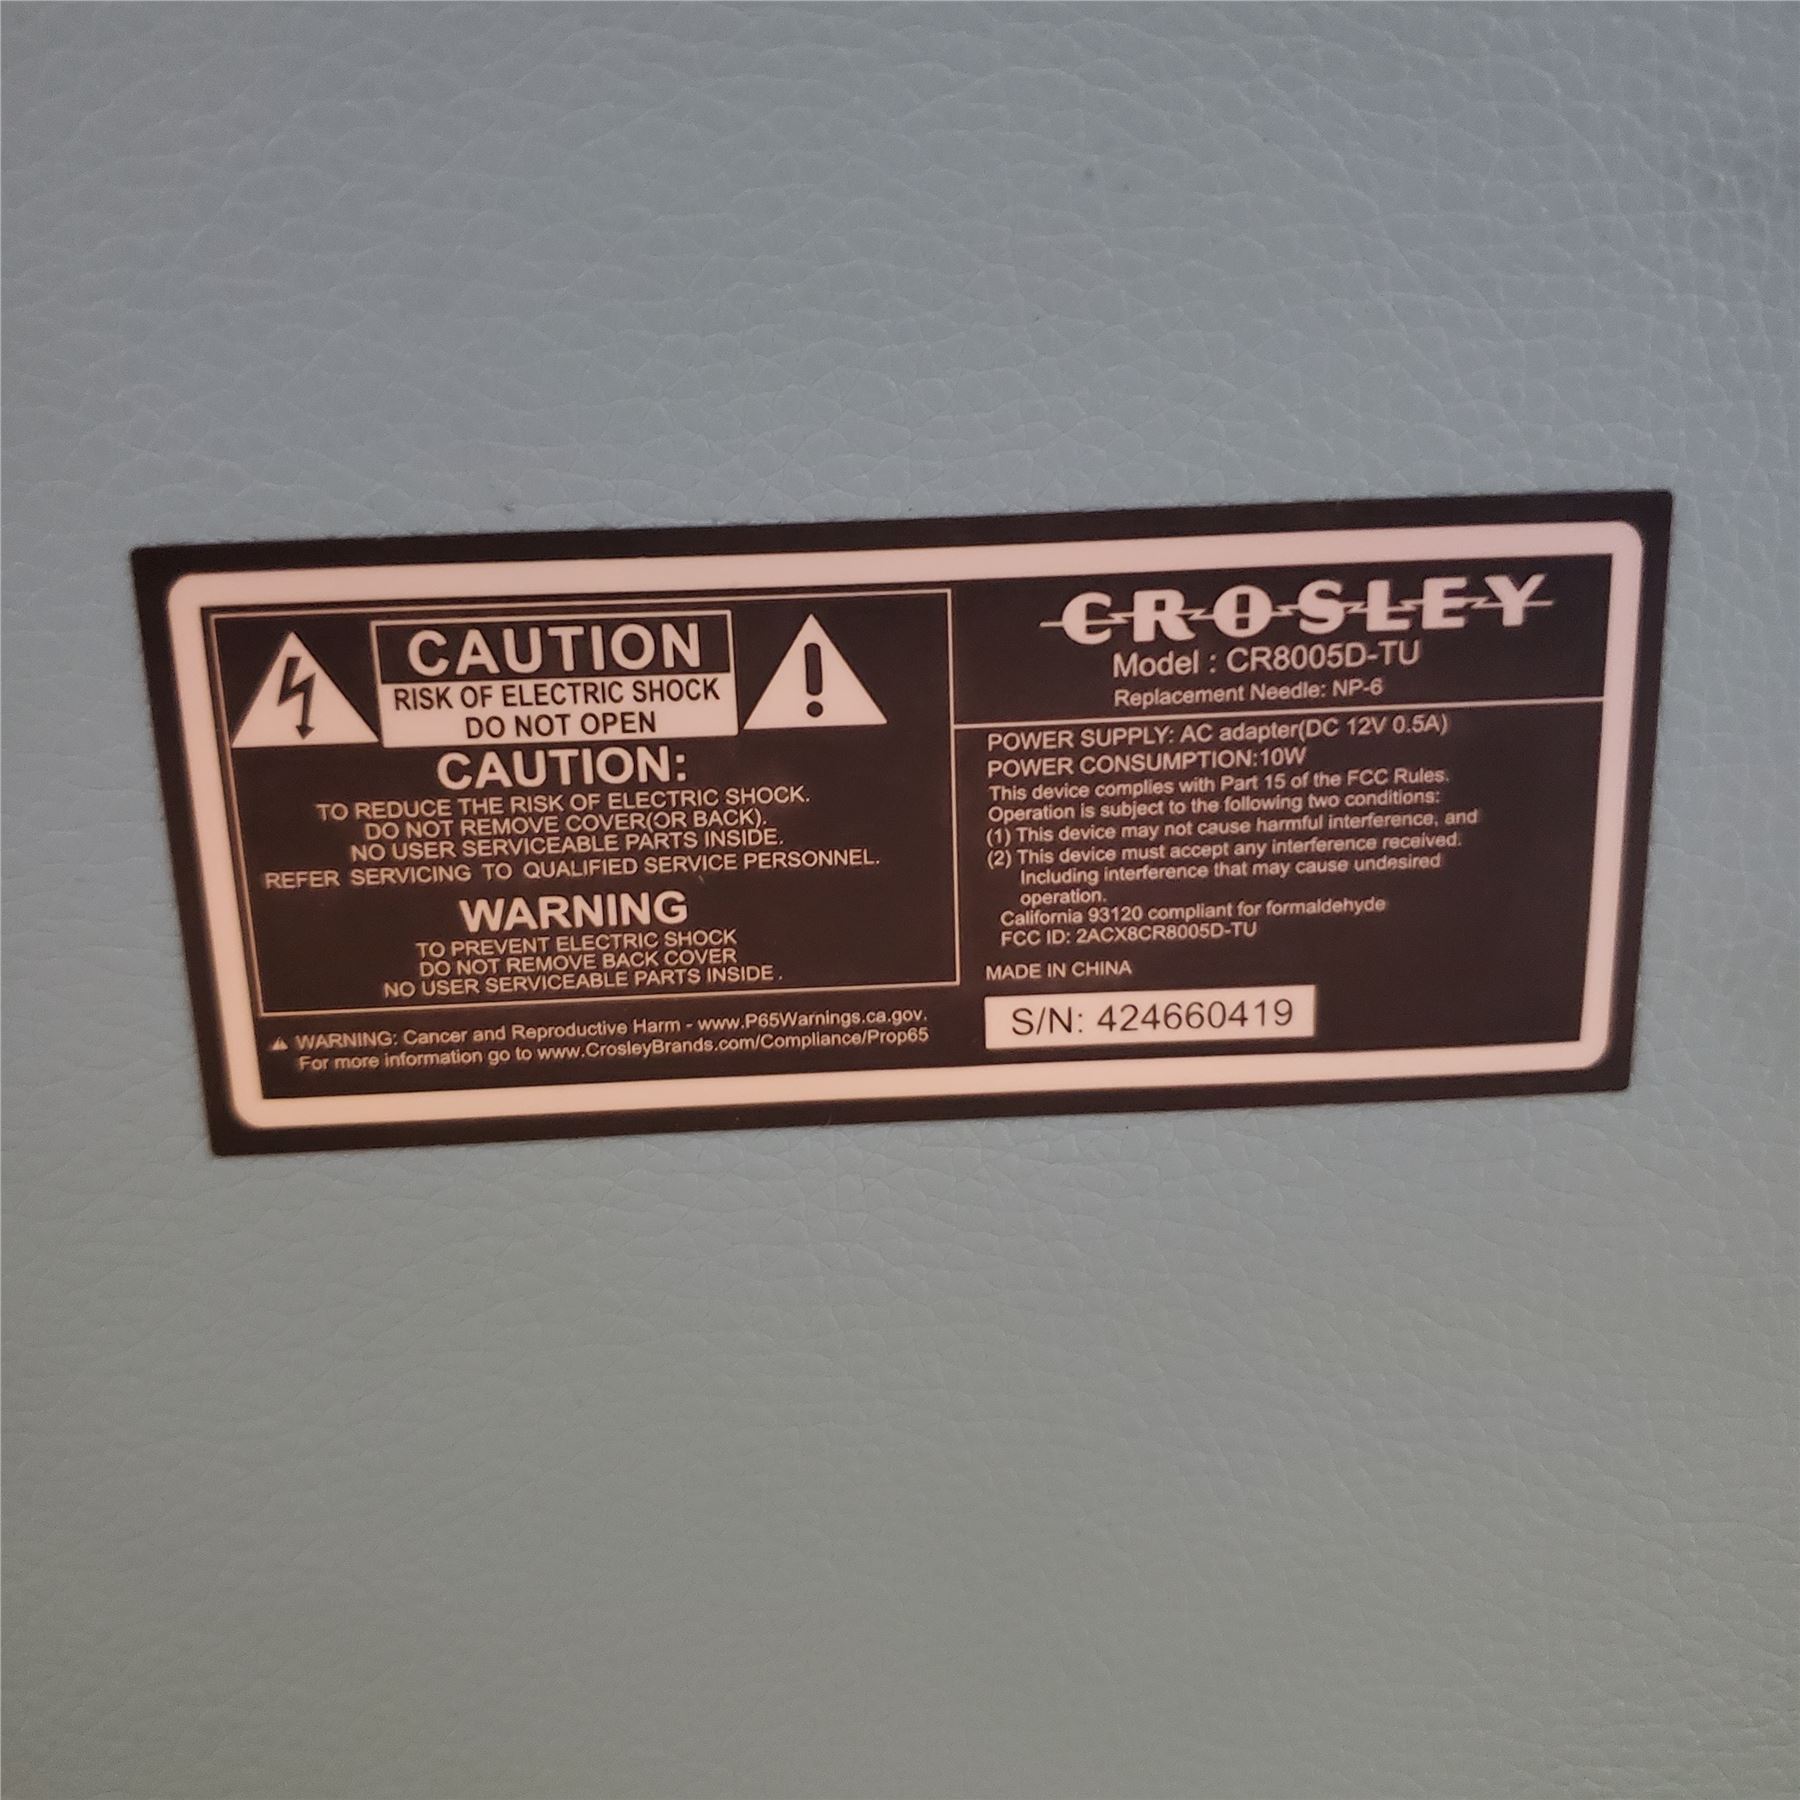 CAUTION
RISK OF ELECTRIC SHOCK
DO NOT OPEN
CAUTION:
TO REDUCE THE RISK OF ELECTRIC SHOCK.
DO NOT REMOVE COVER(OR BACK).
NO USER SERVICEABLE PARTS INSIDE.
REFER SERVICING TO QUALIFIED SERVICE PERSONNEL.
WARNING
TO PREVENT ELECTRIC SHOCK
DO NOT REMOVE BACK COVER
NO USER SERVICEABLE PARTS INSIDE.
WARNING: Cancer and Reproductive Harm - www.P65Warnings.ca.gov.
For more information go to www.CrosleyBrands.com/Compliance/Prop65
CROSLEY
Model : CR8005D-TU
Replacement Needle: NP-6
POWER SUPPLY: AC adapter(DC 12V 0.5A)
POWER CONSUMPTION:10W
This device complies with Part 15 of the FCC Rules.
Operation is subject to the following two conditions:
(1) This device may not cause harmful interference, and
(2) This device must accept any interference received.
Including interference that may cause undesired
operation.
California 93120 compliant for formaldehyde
FCC ID: 2ACX8CR8005D-TU
MADE IN CHINA
S/N: 424660419